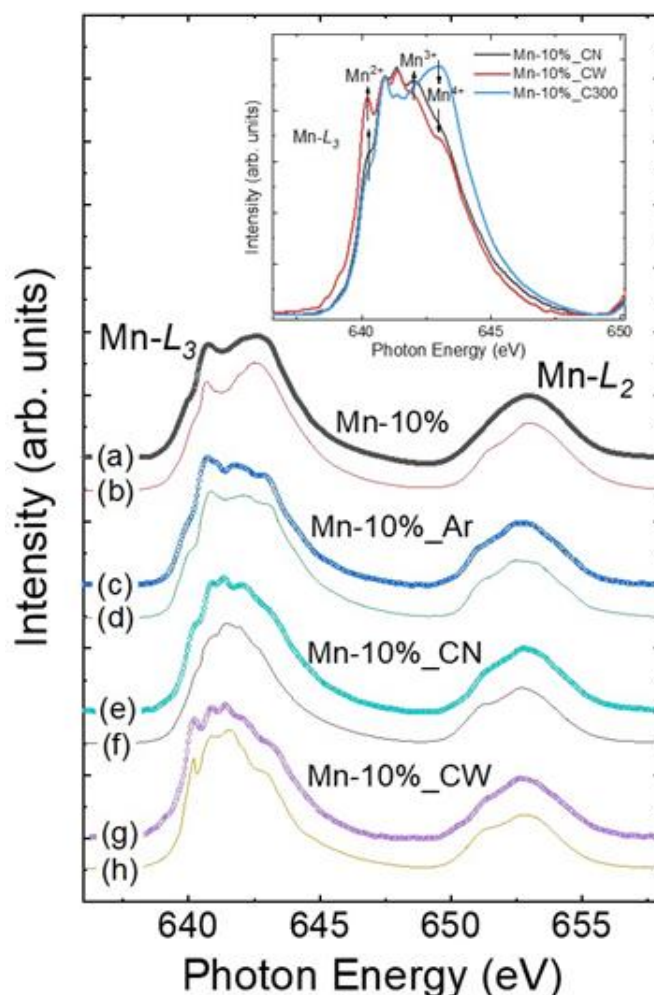 Mn-10%_CN
Mn-10%_CW
Mn-10%_C300
Mn²⁺
Mn³⁺
Mn⁴⁺
Mn-L₃
Intensity (arb. units)
640
645
650
Photon Energy (eV)
Mn-L₃
Mn-L₂
Mn-10%
(a)
(b)
Mn-10%_Ar
(c)
(d)
Mn-10%_CN
(e)
(f)
Mn-10%_CW
(g)
(h)
Intensity (arb. units)
640
645
650
655
Photon Energy (eV)